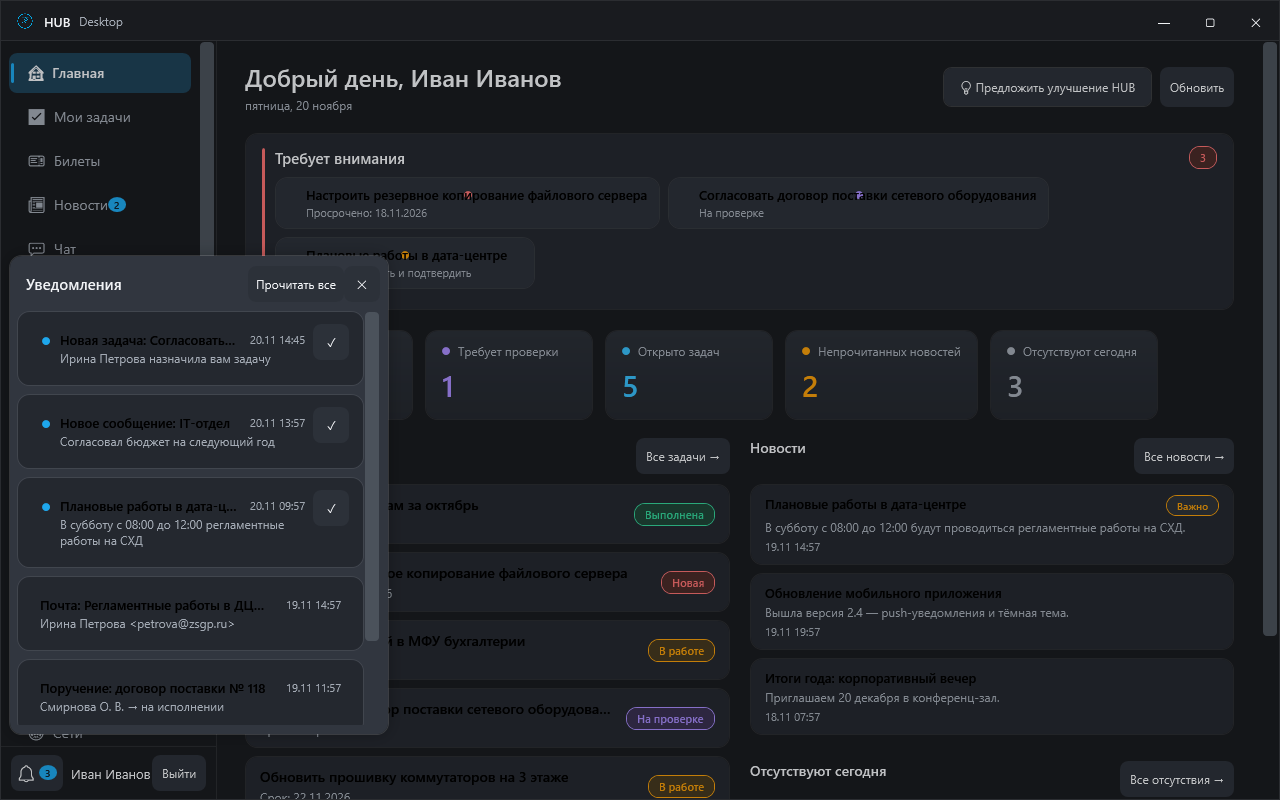 HUB Desktop
Главная
Мои задачи
Билеты
Новости 2
Чат
Сети
3 Иван Иванов Выйти
Добрый день, Иван Иванов
пятница, 20 ноября
Предложить улучшение HUB
Обновить
Требует внимания
3
Настроить резервное копирование файлового сервера
Просрочено: 18.11.2026
Согласовать договор поставки сетевого оборудования
На проверке
Плановые работы в дата-центре
и подтвердить
Уведомления
Прочитать все
Новая задача: Согласовать... 20.11 14:45
Ирина Петрова назначила вам задачу
Новое сообщение: IT-отдел 20.11 13:57
Согласовал бюджет на следующий год
Плановые работы в дата-ц... 20.11 09:57
В субботу с 08:00 до 12:00 регламентные
работы на СХД
Почта: Регламентные работы в ДЦ... 19.11 14:57
Ирина Петрова <petrova@zsgp.ru>
Поручение: договор поставки № 118 19.11 11:57
Смирнова О. В. → на исполнении
Требует проверки
1
Открыто задач
5
Непрочитанных новостей
2
Отсутствуют сегодня
3
Все задачи →
за октябрь
Выполнена
копирование файлового сервера
Новая
в МФУ бухгалтерии
В работе
поставки сетевого оборудова...
На проверке
Обновить прошивку коммутаторов на 3 этаже
Срок: 22.11.2026
В работе
Новости
Все новости →
Плановые работы в дата-центре
Важно
В субботу с 08:00 до 12:00 будут проводиться регламентные работы на СХД.
19.11 14:57
Обновление мобильного приложения
Вышла версия 2.4 — push-уведомления и тёмная тема.
19.11 19:57
Итоги года: корпоративный вечер
Приглашаем 20 декабря в конференц-зал.
18.11 07:57
Отсутствуют сегодня
Все отсутствия →